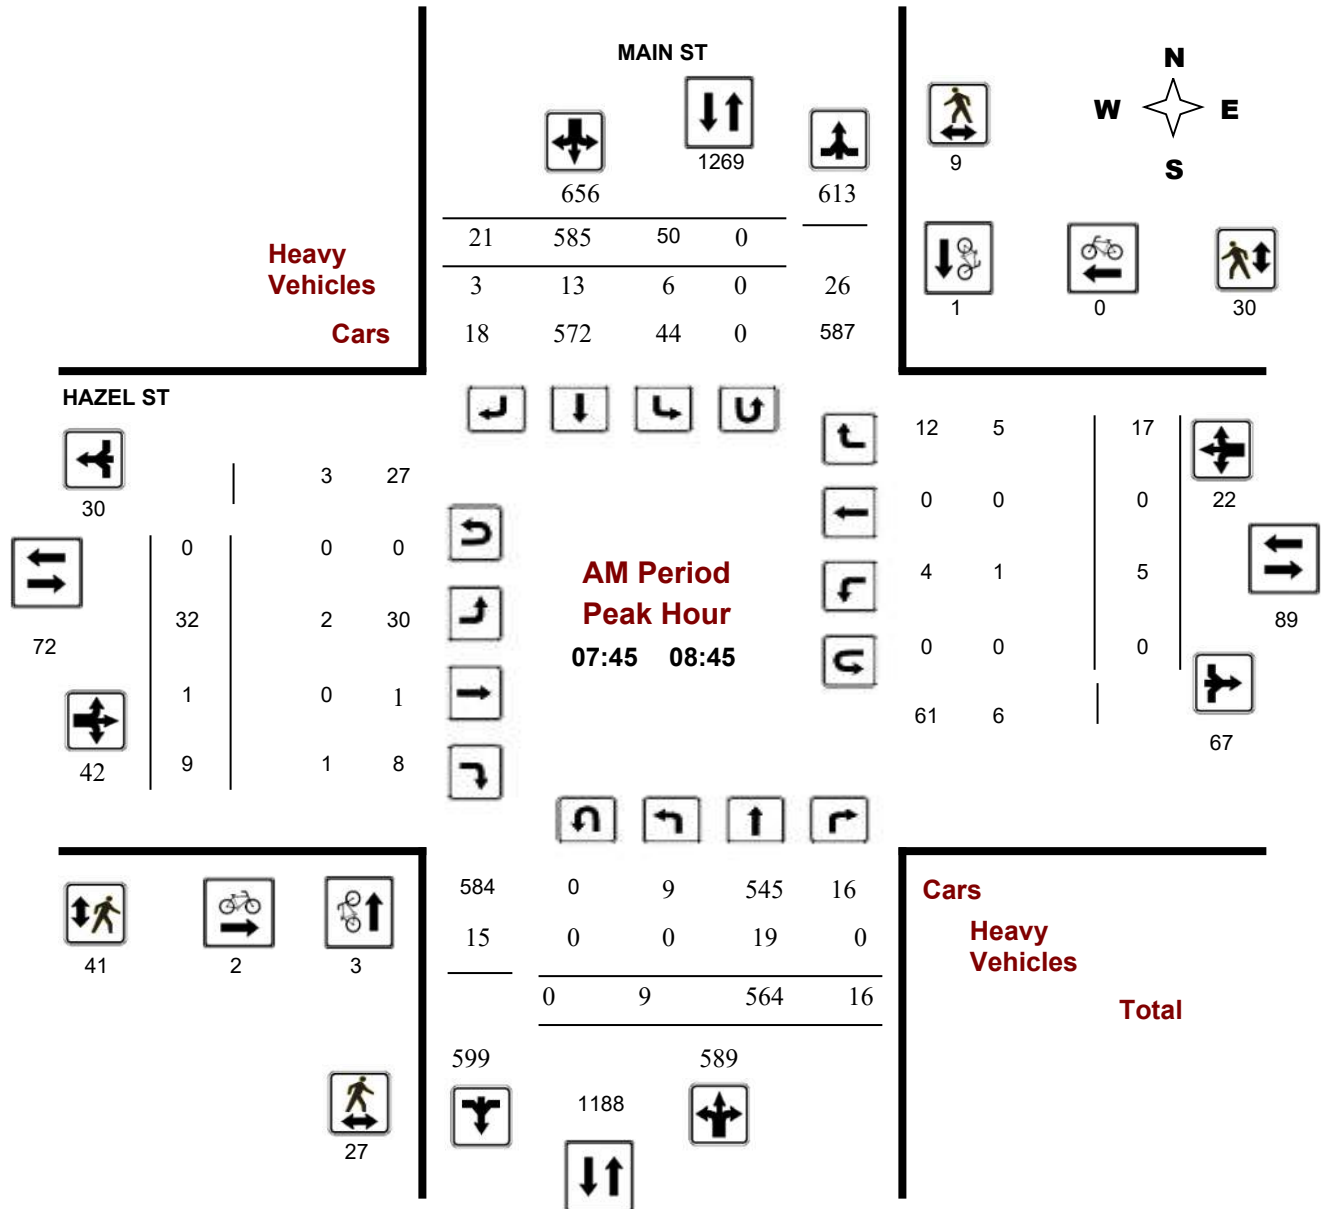 MAIN ST
N
W E
S
1269
9
656 613
21 585 50 0
Heavy
Vehicles 3 13 6 0 26
1 0 30
Cars 18 572 44 0 587
HAZEL ST
12 5 17
3 27
30
0 0 0 22
0 0 0
AM Period
4 1 5
Peak Hour
32 2 30 89
72
07:45 08:45
0 0 0
1 0 1
61 6
67
42 9 1 8
584 0 9 545 16 Cars
15 0 0 19 0 Heavy
Vehicles
41 2 3
0 9 564 16 Total
599 589
1188
27